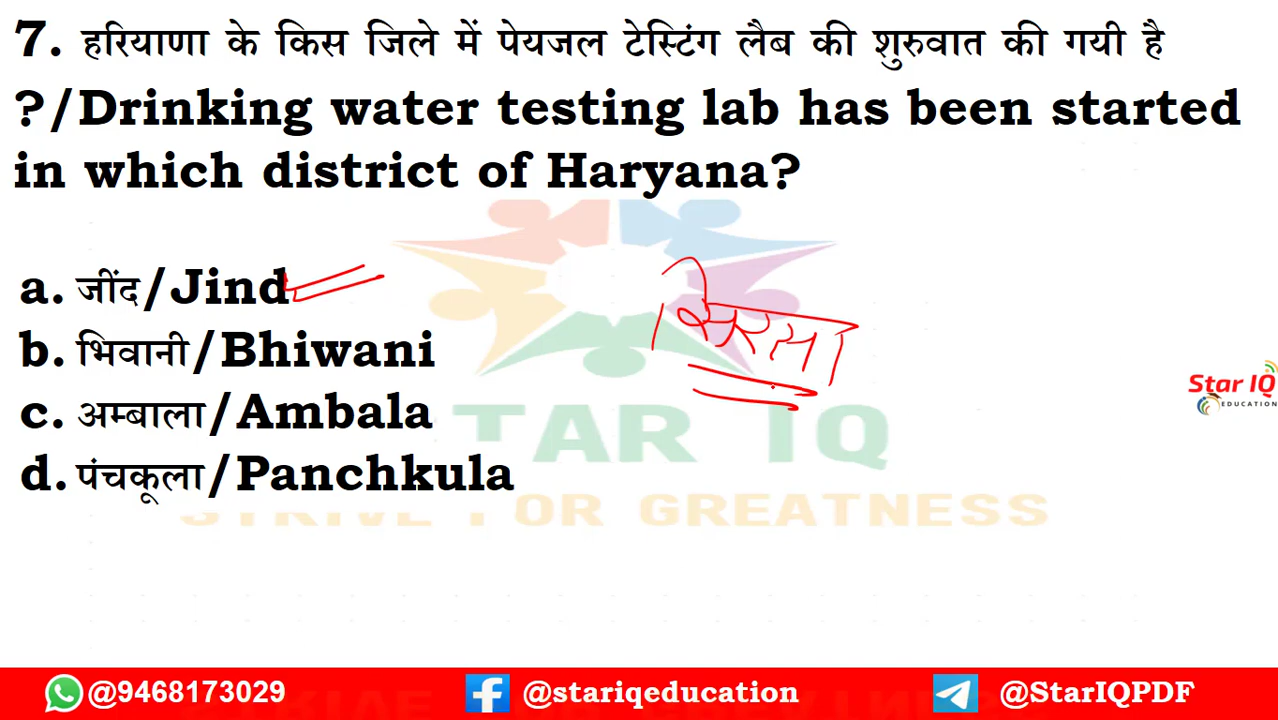 7. हरियाणा के किस जिले में पेयजल टेस्टिंग लैब की शुरुवात की गयी है
?/Drinking water testing lab has been started
in which district of Haryana?
a. जींद/Jind
सिरसा
b. भिवानी/Bhiwani
Star IQ
EDUCATION
c. अम्बाला/Ambala
TAR IQ
d. पंचकूला/Panchkula
STRIVE FOR GREATNESS
@9468173029
@stariqeducation
@StarIQPDF